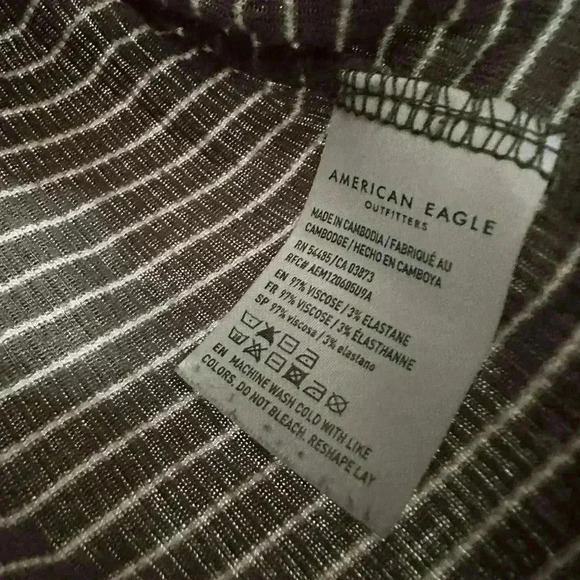 AMERICAN EAGLE
OUTFITTERS
MADE IN CAMBODIA / FABRIQUÉ AU
CAMBODGE / HECHO EN CAMBOYA
RN 54485 / CA 03873
RFC# AEM120605U9A
EN 97% VISCOSE / 3% ELASTANE
FR 97% VISCOSE / 3% ÉLASTHANNE
SP 97% viscosa / 3% elastano
EN MACHINE WASH COLD WITH LIKE
COLORS, DO NOT BLEACH. RESHAPE LAY